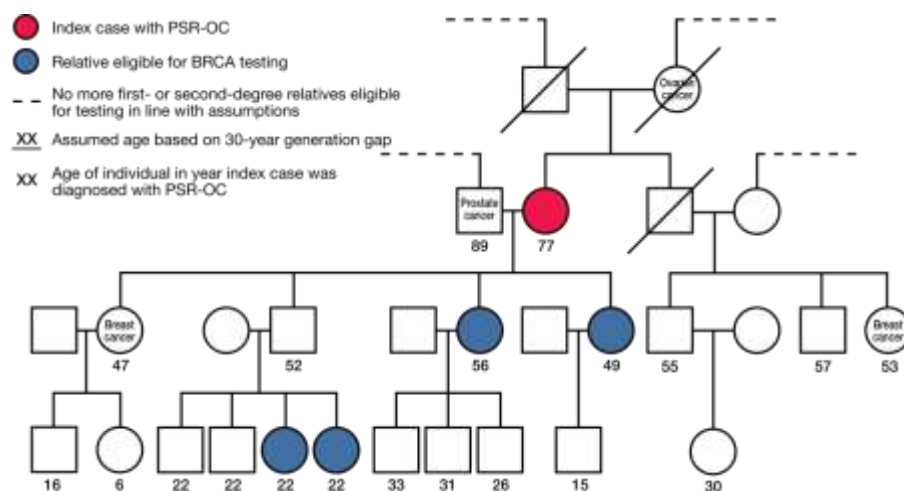 Index case with PSR-OC
Relative eligible for BRCA testing
No more first- or second-degree relatives eligible
for testing in line with assumptions
XX Assumed age based on 30-year generation gap
XX Age of individual in year index case was
diagnosed with PSR-OC
Ovarian
cancer
Prostate
cancer
89 77
Breast
cancer
Breast
cancer
47 52 56 49 55 57 53
16 6 22 22 22 22 33 31 26 15 30